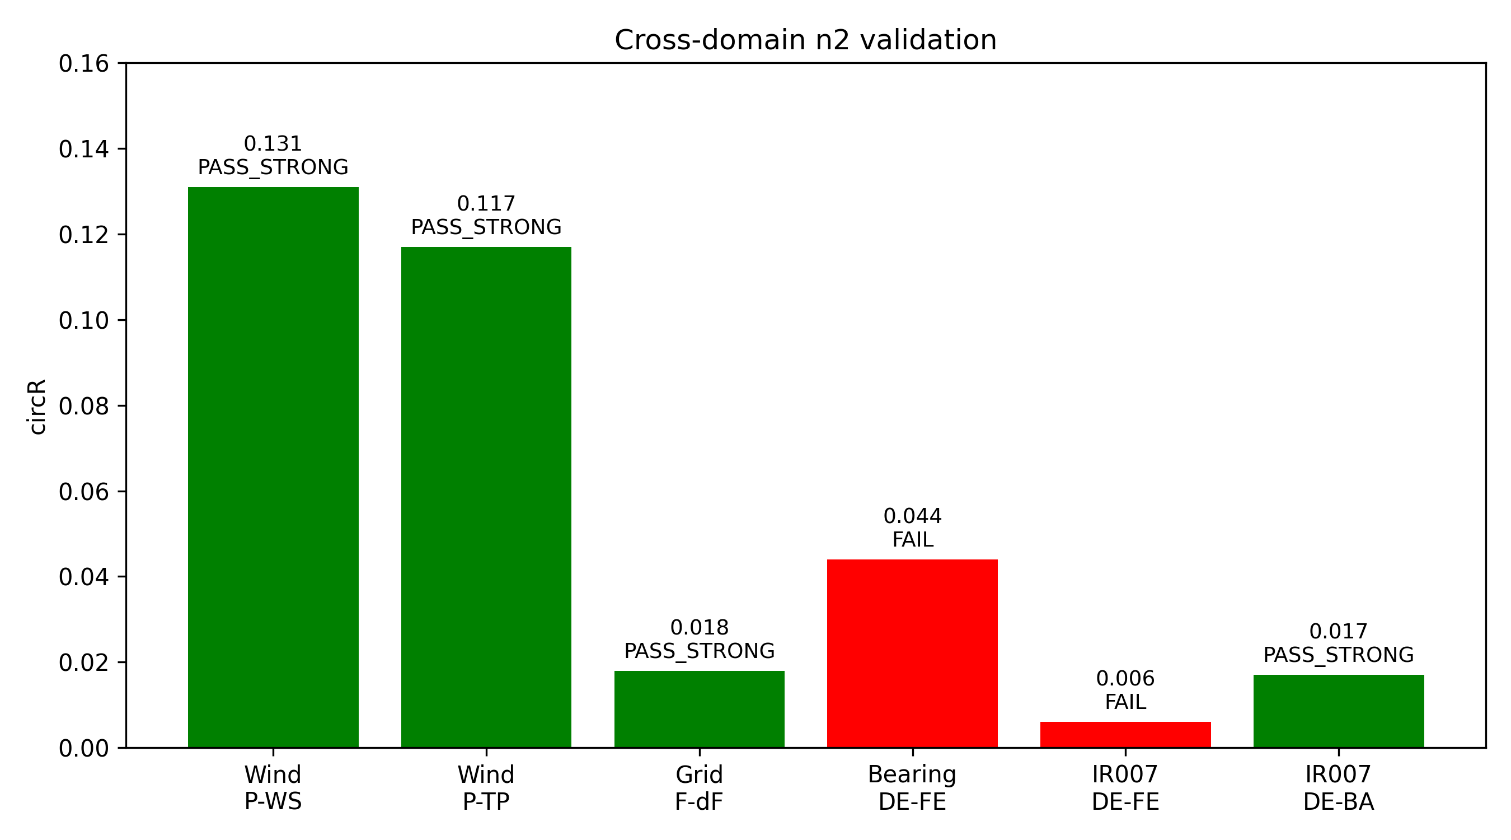 Cross-domain n2 validation
circR
0.16
0.14
0.12
0.10
0.08
0.06
0.04
0.02
0.00
0.131
PASS_STRONG
0.117
PASS_STRONG
0.018
PASS_STRONG
0.044
FAIL
0.006
FAIL
0.017
PASS_STRONG
Wind
P-WS
Wind
P-TP
Grid
F-dF
Bearing
DE-FE
IR007
DE-FE
IR007
DE-BA